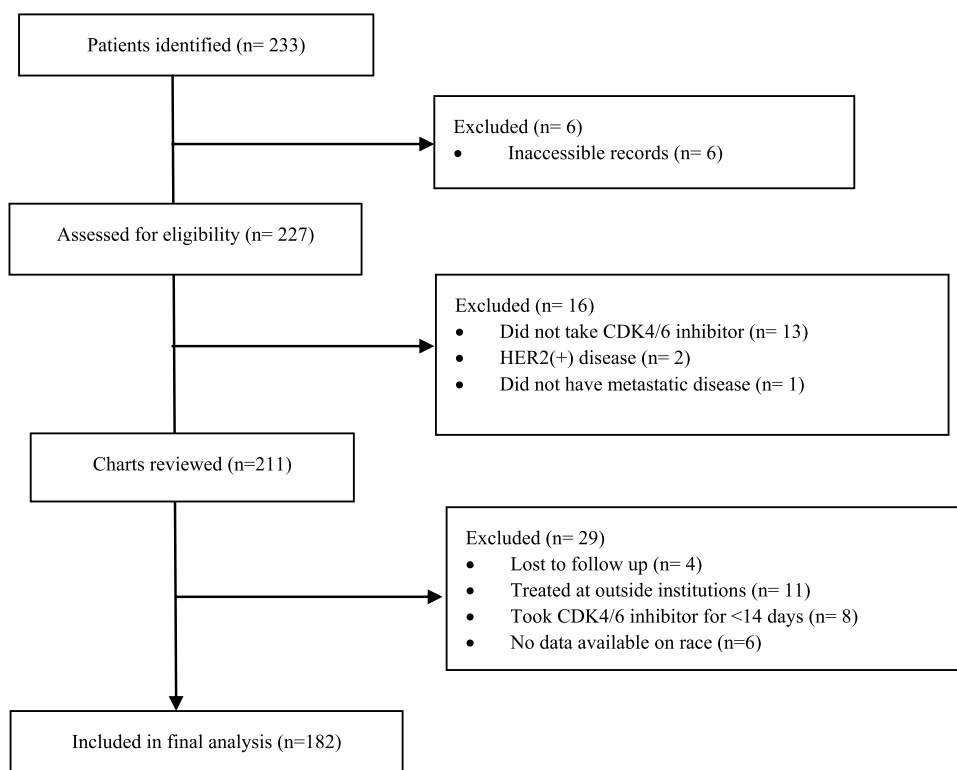 Patients identified (n= 233)
Excluded (n= 6)
• Inaccessible records (n= 6)
Assessed for eligibility (n= 227)
Excluded (n= 16)
• Did not take CDK4/6 inhibitor (n= 13)
• HER2(+) disease (n= 2)
• Did not have metastatic disease (n= 1)
Charts reviewed (n=211)
Excluded (n= 29)
• Lost to follow up (n= 4)
• Treated at outside institutions (n= 11)
• Took CDK4/6 inhibitor for <14 days (n= 8)
• No data available on race (n=6)
Included in final analysis (n=182)